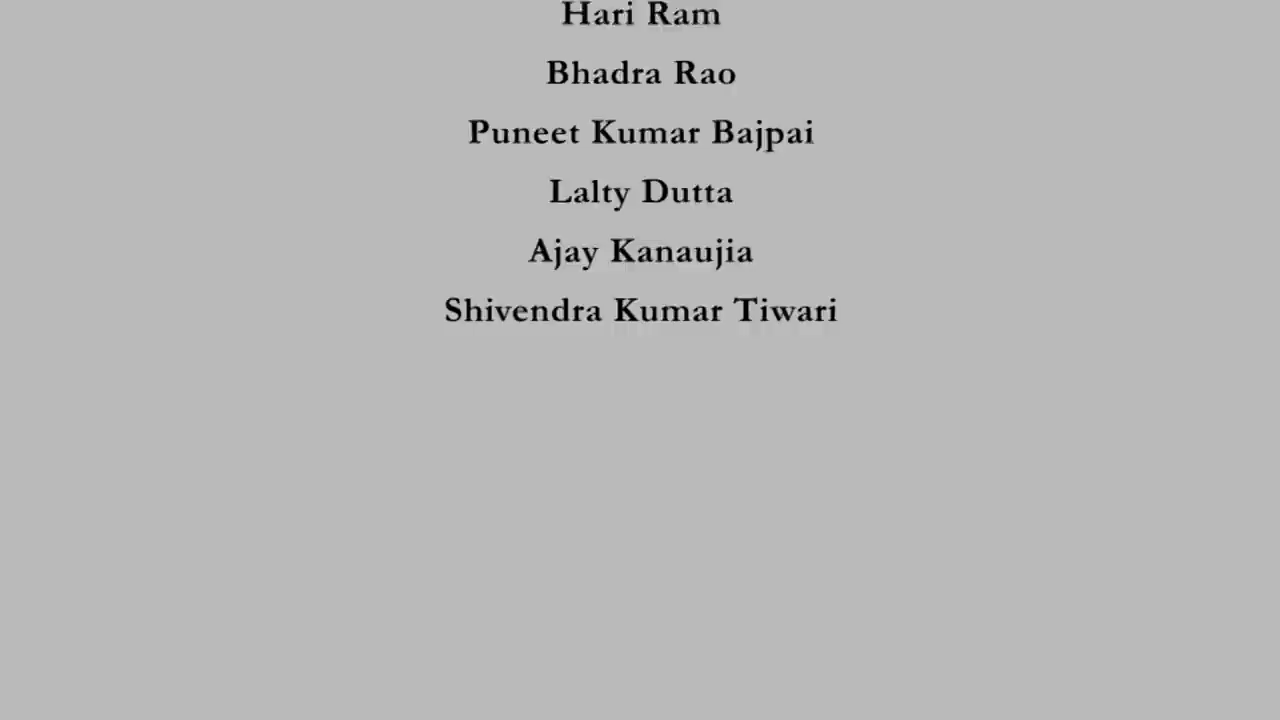 Hari Ram
Bhadra Rao
Puneet Kumar Bajpai
Lalty Dutta
Ajay Kanaujia
Shivendra Kumar Tiwari